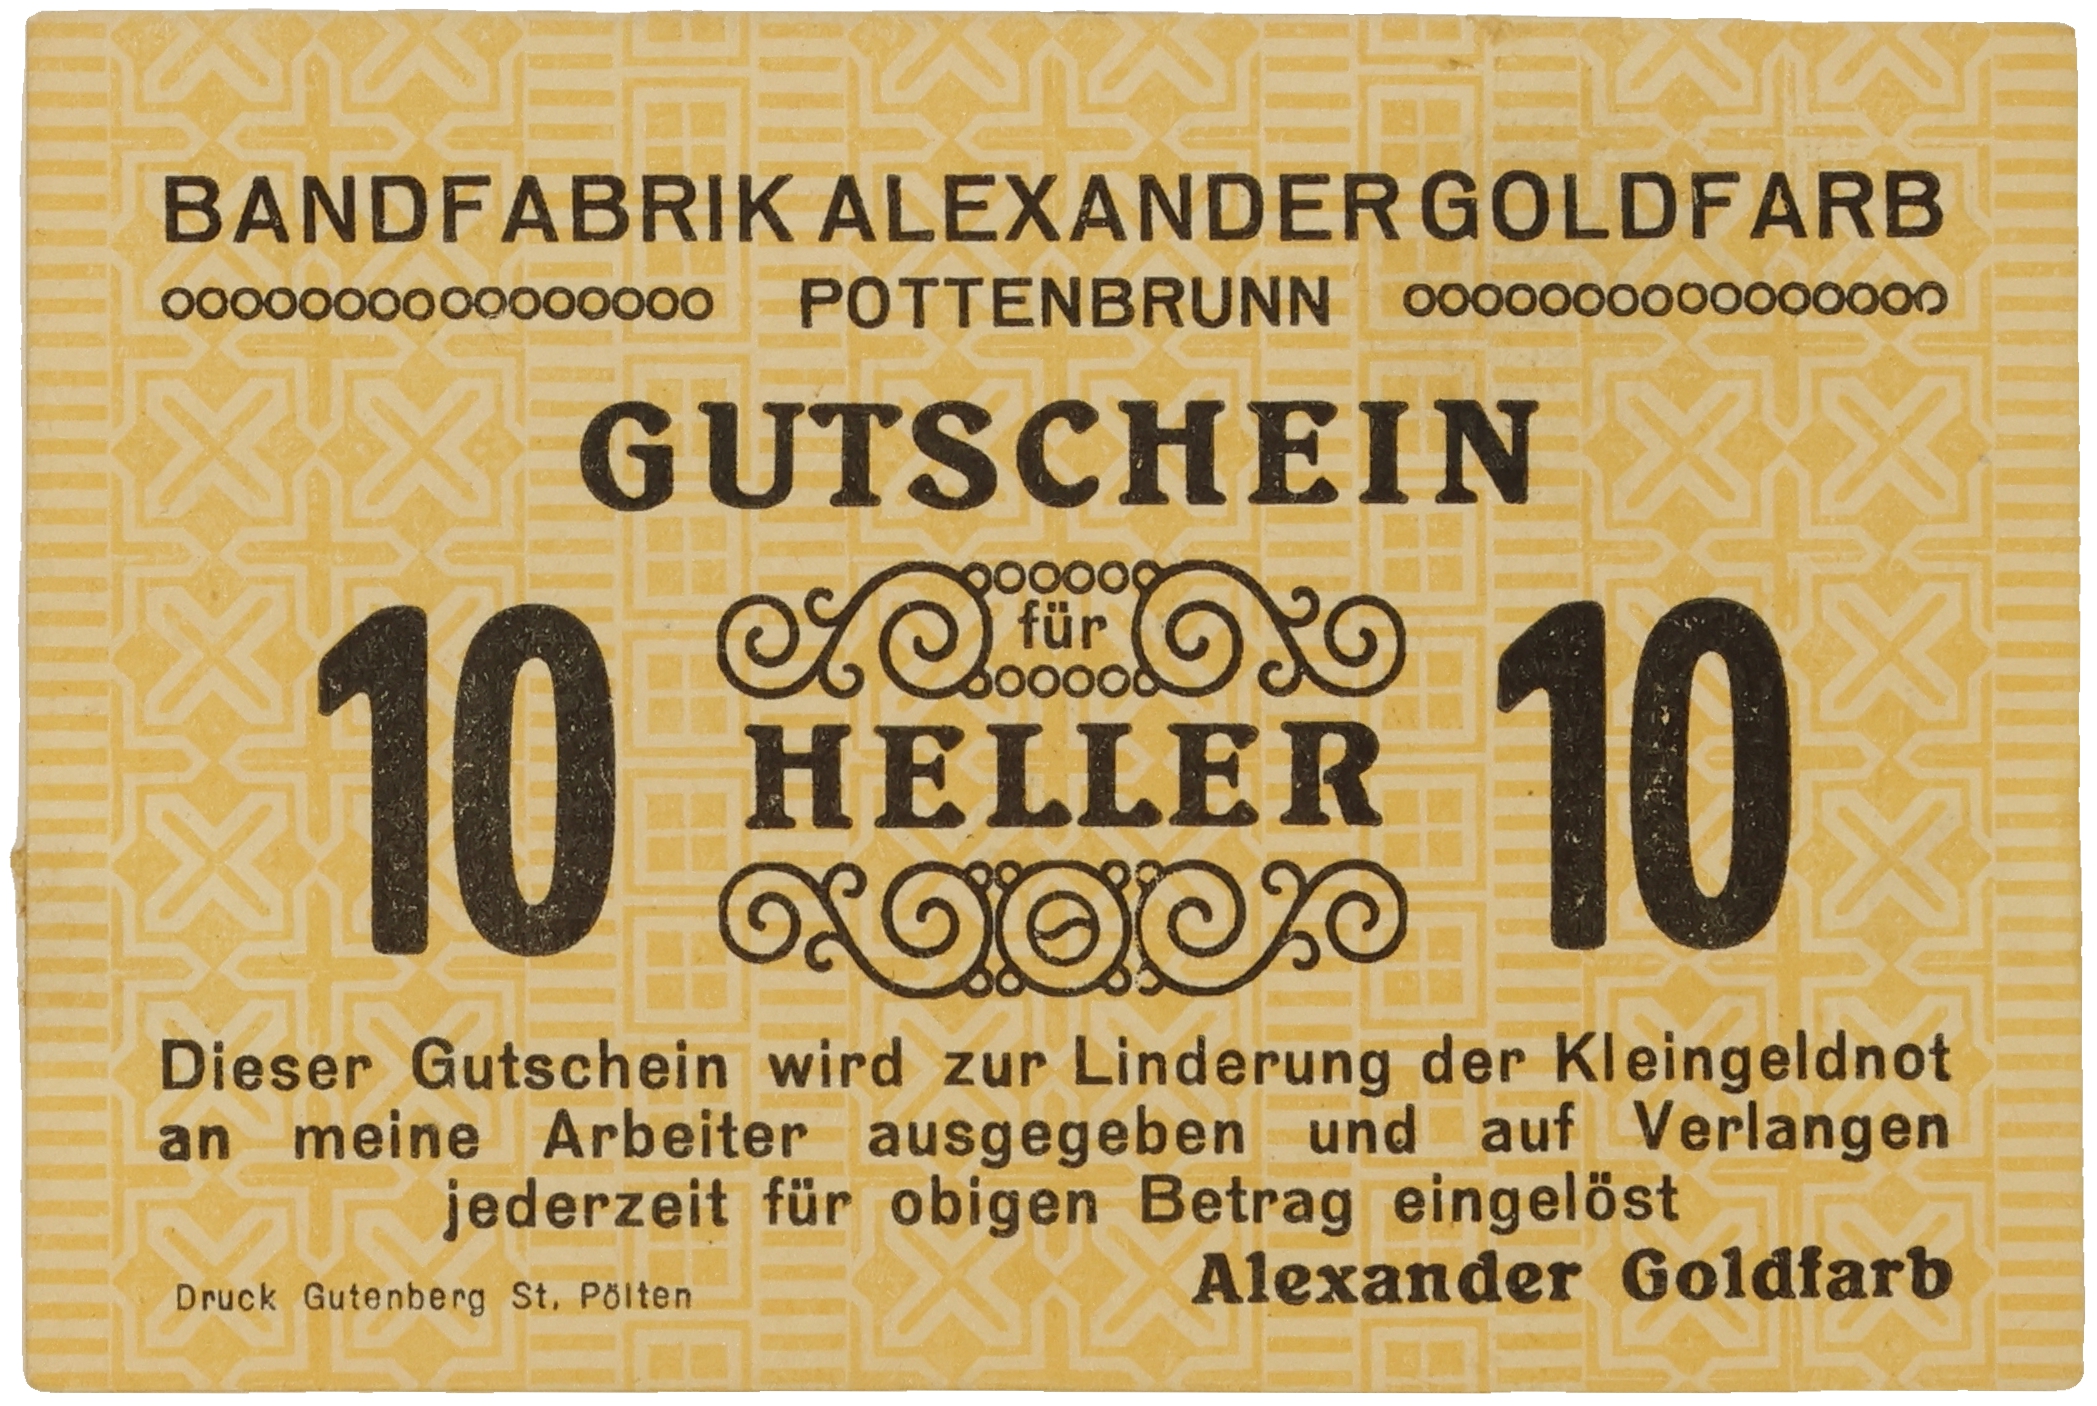 BANDFABRIK ALEXANDER GOLDFARB
POTTENBRUNN
GUTSCHEIN
für
10 HELLER 10
Dieser Gutschein wird zur Linderung der Kleingeldnot
an meine Arbeiter ausgegeben und auf Verlangen
jederzeit für obigen Betrag eingelöst
Alexander Goldfarb
Druck Gutenberg St. Pölten